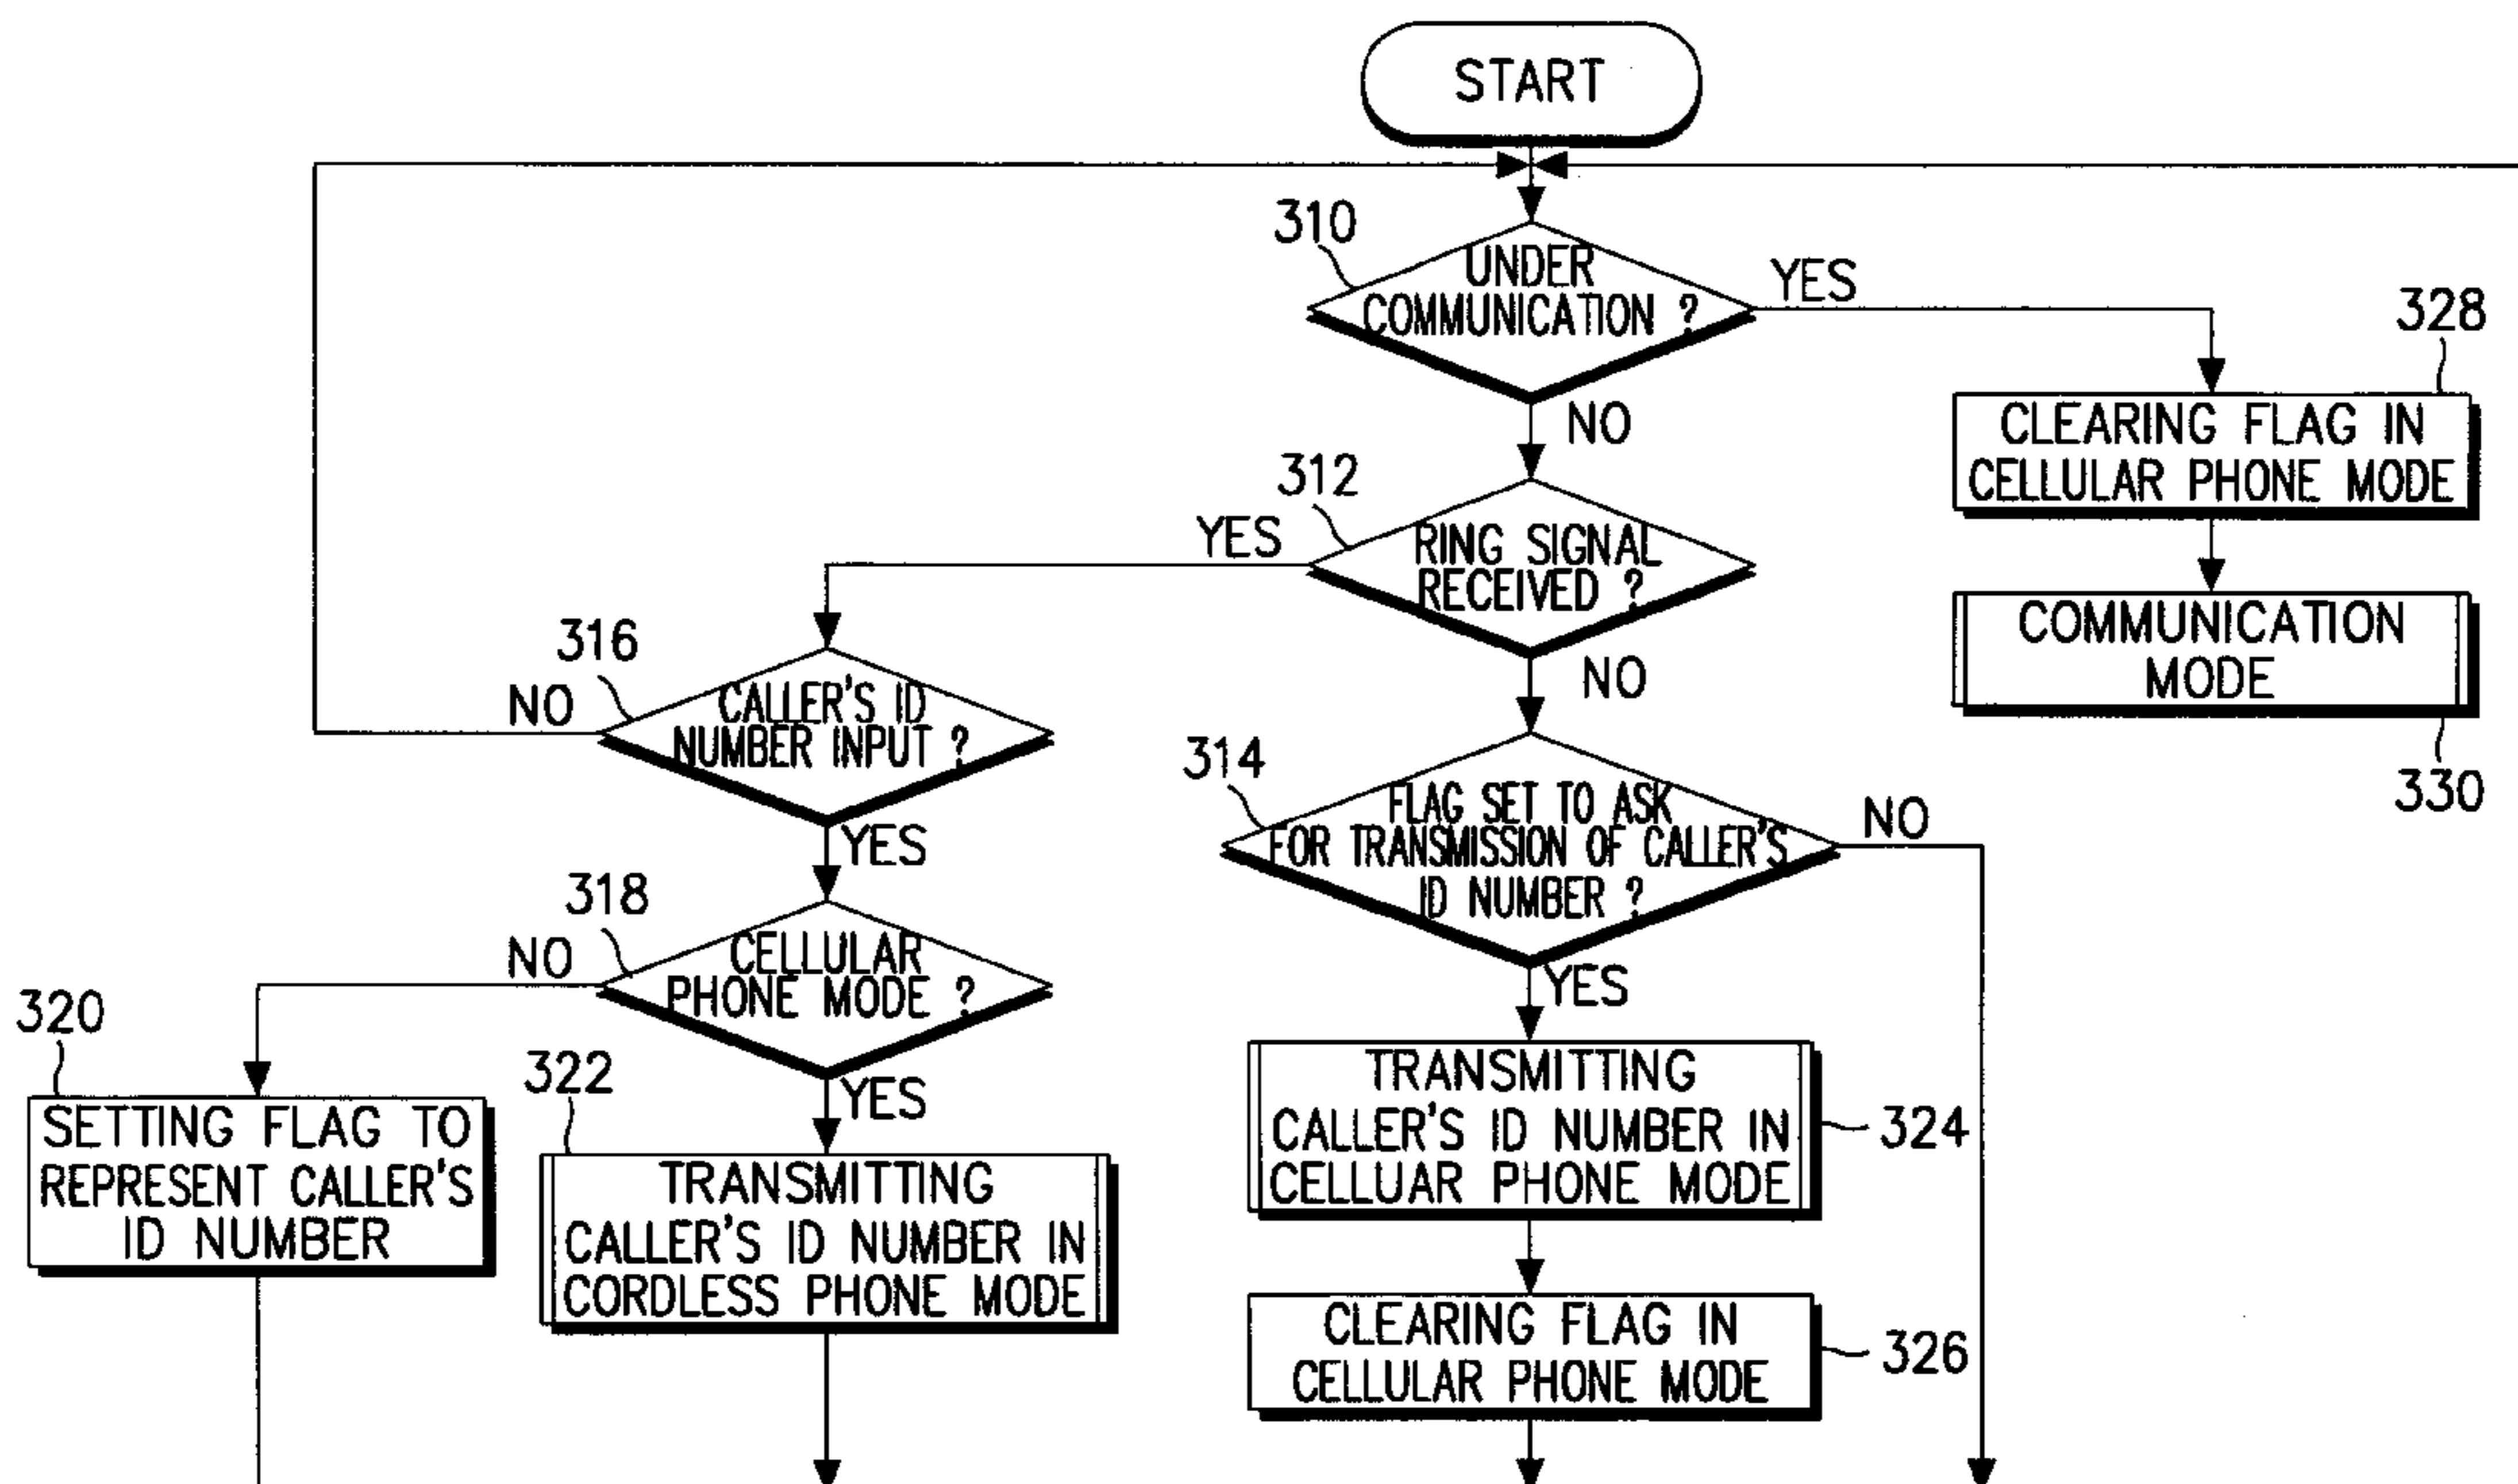 START
310
UNDER
COMMUNICATION ?
YES
NO
328
CLEARING FLAG IN
CELLULAR PHONE MODE
312
RING SIGNAL
RECEIVED ?
YES
NO
COMMUNICATION
MODE
330
316
CALLER'S ID
NUMBER INPUT ?
NO
YES
314
FLAG SET TO ASK
FOR TRANSMISSION OF CALLER'S
ID NUMBER ?
NO
YES
318
CELLULAR
PHONE MODE ?
NO
YES
320
SETTING FLAG TO
REPRESENT CALLER'S
ID NUMBER
322
TRANSMITTING
CALLER'S ID NUMBER IN
CORDLESS PHONE MODE
TRANSMITTING
CALLER'S ID NUMBER IN
CELLUAR PHONE MODE
324
CLEARING FLAG IN
CELLULAR PHONE MODE
326